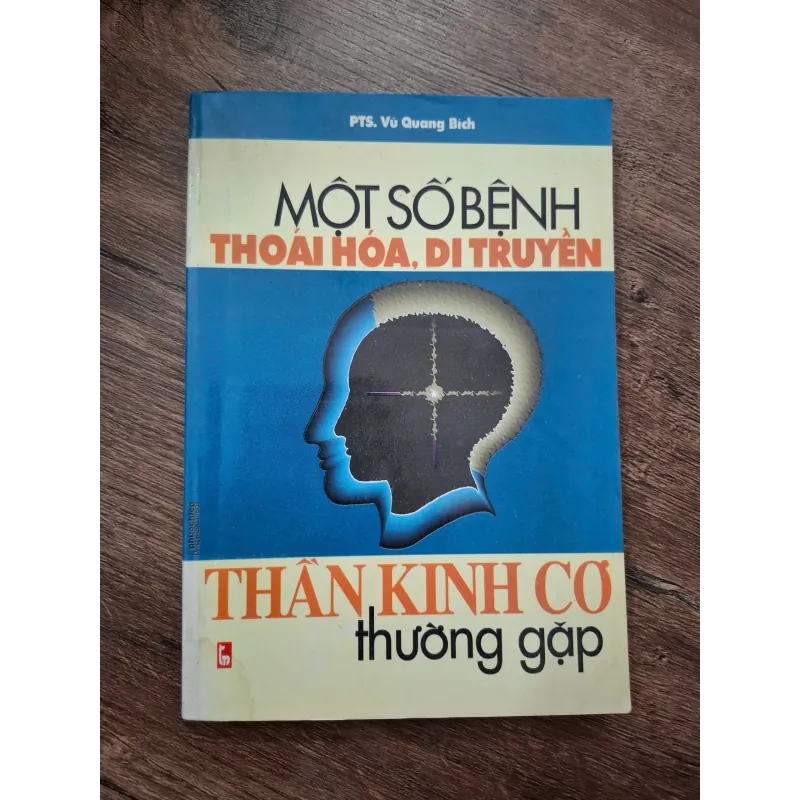 PTS. Vũ Quang Bích
MỘT SỐ BỆNH
THOÁI HÓA, DI TRUYỀN
THẦN KINH CƠ
thường gặp